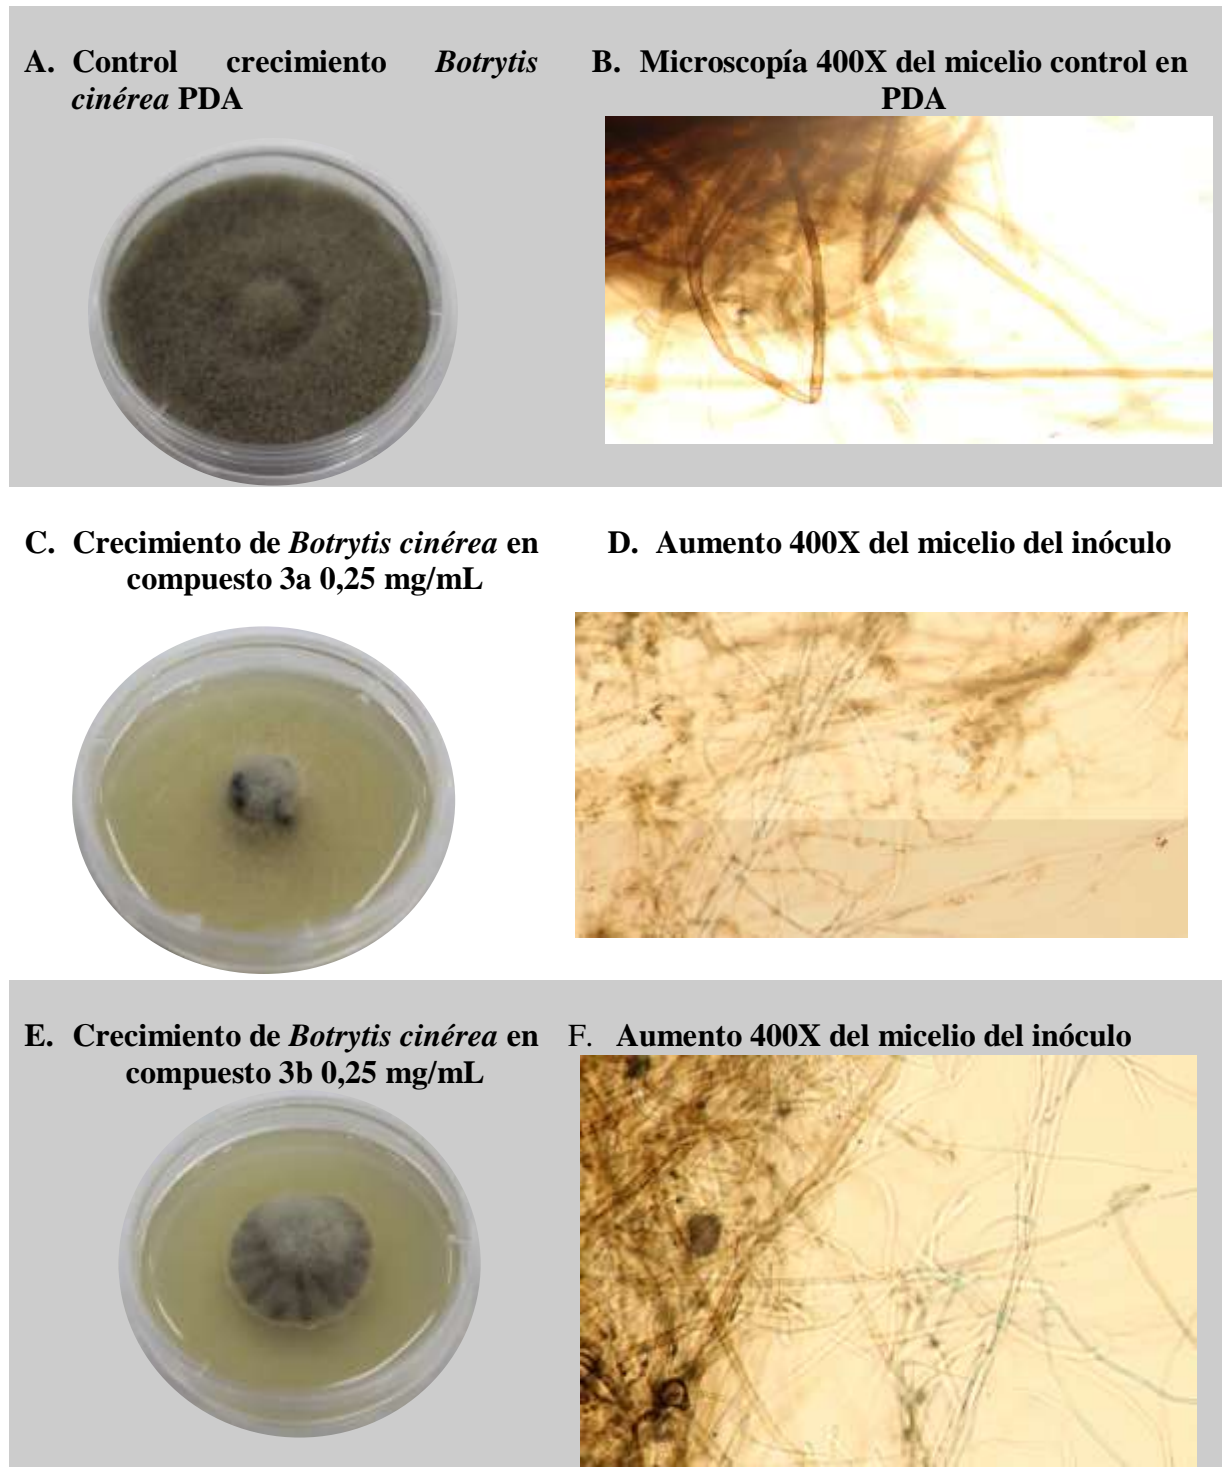 A. Control crecimiento Botrytis
cinérea PDA
B. Microscopía 400X del micelio control en
PDA
C. Crecimiento de Botrytis cinérea en
compuesto 3a 0,25 mg/mL
D. Aumento 400X del micelio del inóculo
E. Crecimiento de Botrytis cinérea en
compuesto 3b 0,25 mg/mL
F. Aumento 400X del micelio del inóculo